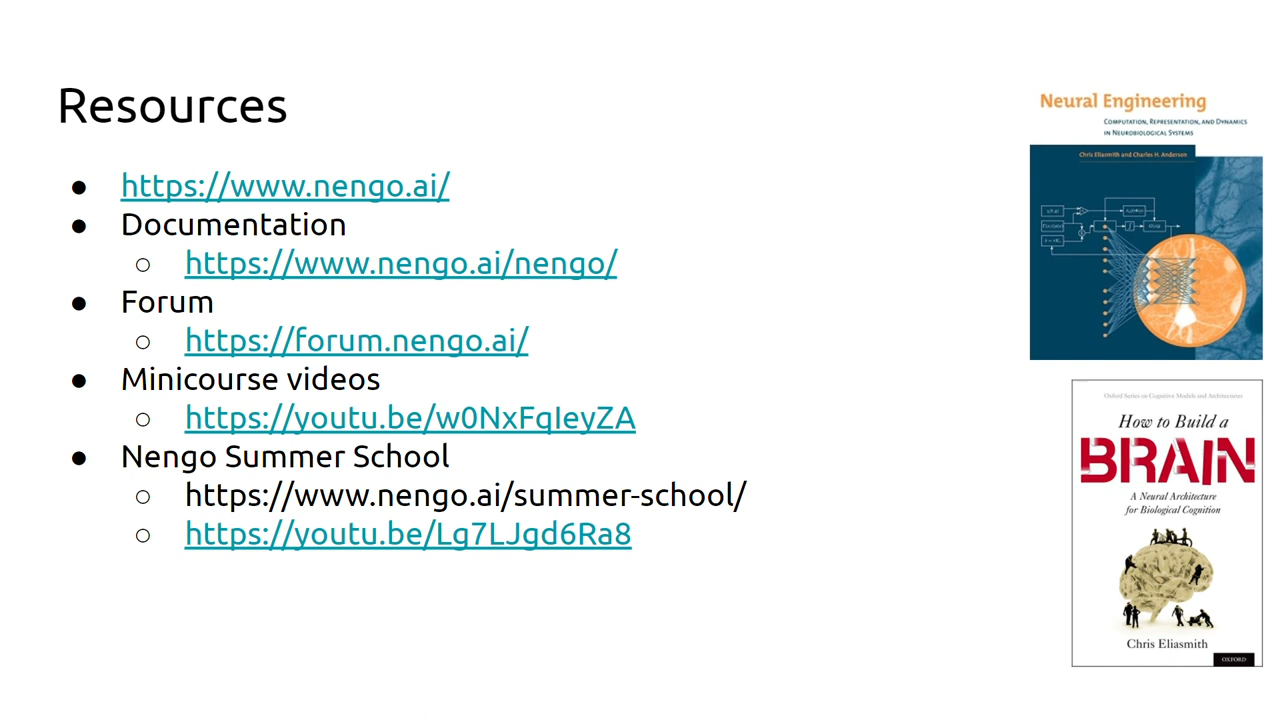 Resources
● https://www.nengo.ai/
● Documentation
○ https://www.nengo.ai/nengo/
● Forum
○ https://forum.nengo.ai/
● Minicourse videos
○ https://youtu.be/w0NxFqIeyZA
● Nengo Summer School
○ https://www.nengo.ai/summer-school/
○ https://youtu.be/Lg7LJgd6Ra8
Neural Engineering
Computation, Representation, and Dynamics
in Neurobiological Systems
Chris Eliasmith and Charles H. Anderson
Oxford Series on Cognitive Models and Architectures
How to Build a
BRAIN
A Neural Architecture
for Biological Cognition
Chris Eliasmith
OXFORD